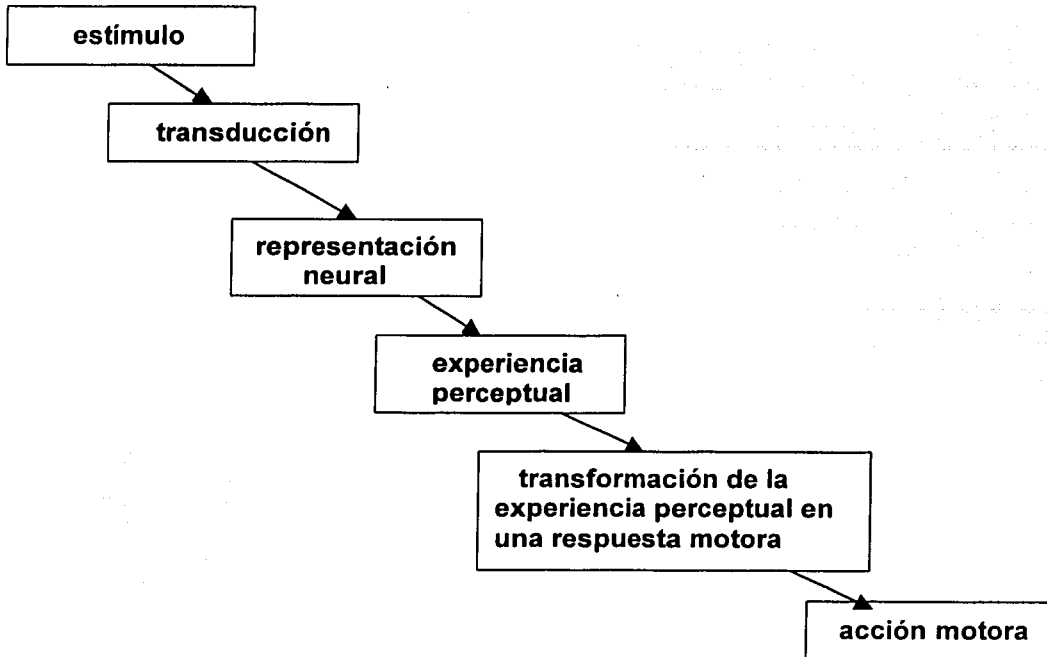 estímulo
transducción
representación
neural
experiencia
perceptual
transformación de la
experiencia perceptual en
una respuesta motora
acción motora